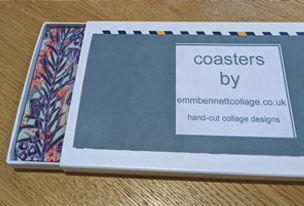 coasters
by
emmbennettcollage.co.uk
hand-cut collage designs